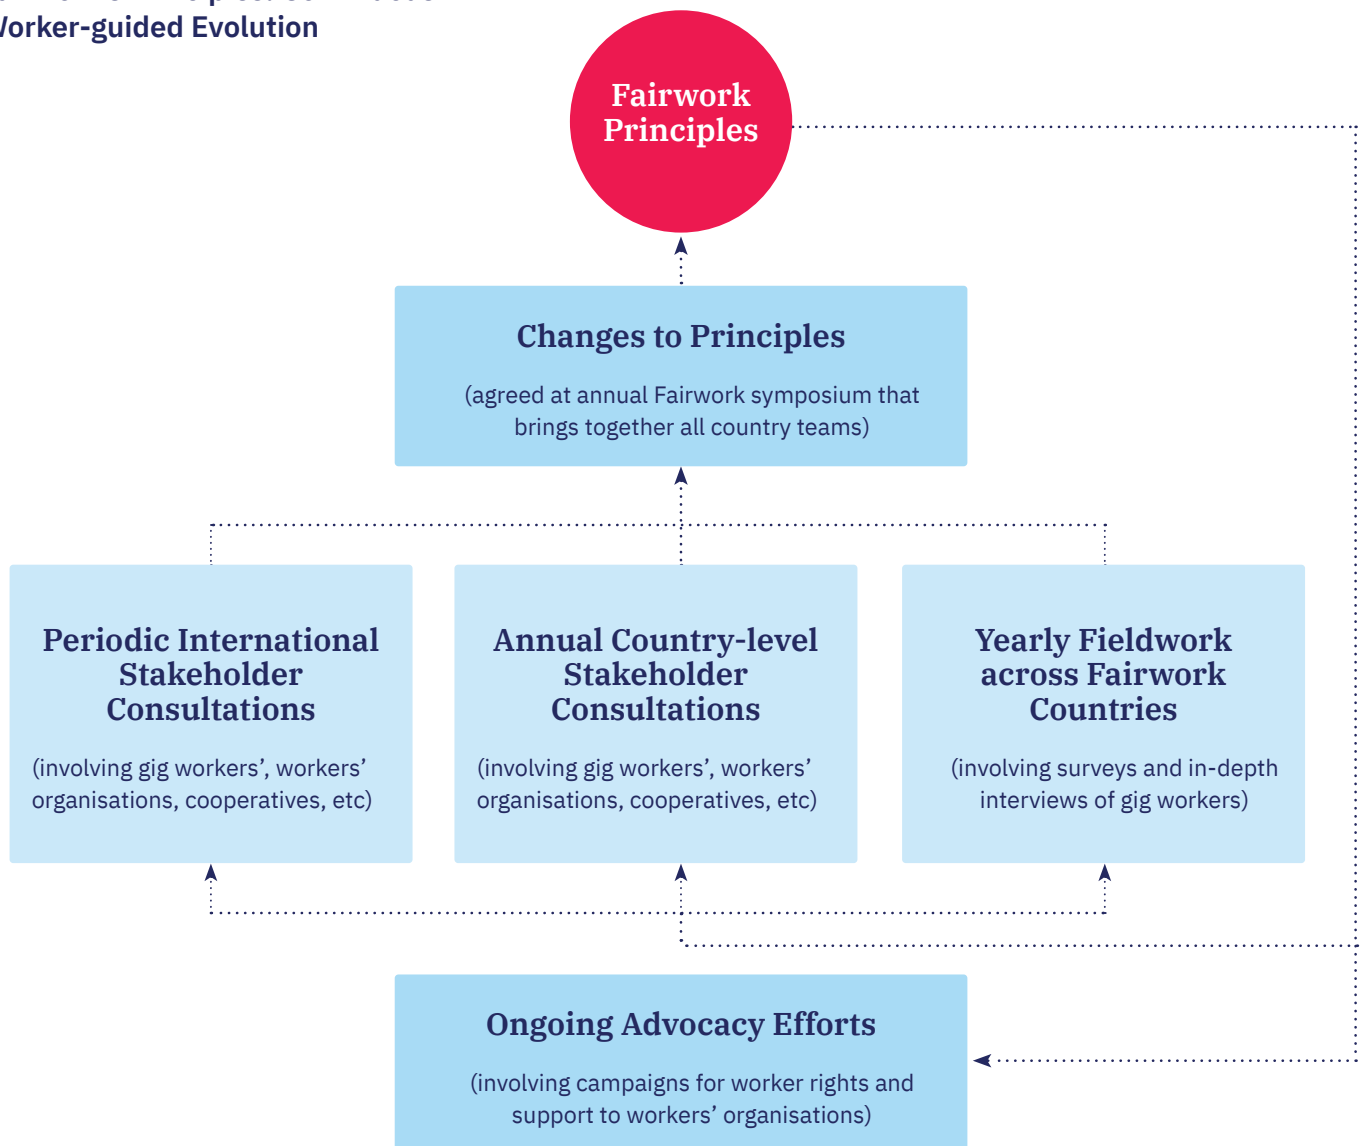 Worker-guided Evolution
Fairwork
Principles
Changes to Principles
(agreed at annual Fairwork symposium that
brings together all country teams)
Periodic International
Stakeholder
Consultations
(involving gig workers’, workers’
organisations, cooperatives, etc)
Annual Country-level
Stakeholder
Consultations
(involving gig workers’, workers’
organisations, cooperatives, etc)
Yearly Fieldwork
across Fairwork
Countries
(involving surveys and in-depth
interviews of gig workers)
Ongoing Advocacy Efforts
(involving campaigns for worker rights and
support to workers’ organisations)